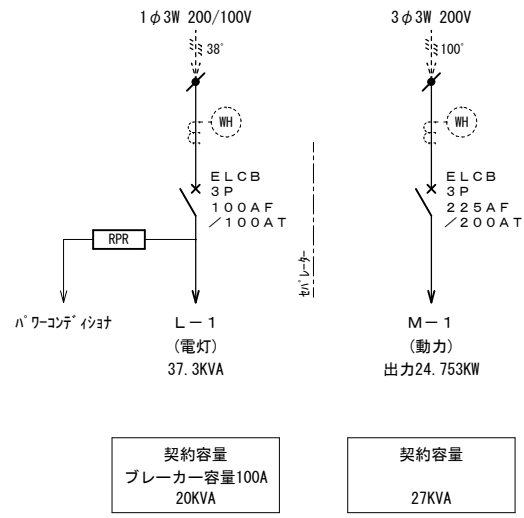 1φ3W 200/100V
38°
WH
ELCB
3P
100AF
／100AT
RPR
ﾊﾟﾜｰｺﾝﾃﾞｨｼｮﾅ
L－1
(電灯)
37.3KVA
ｾﾊﾟﾚｰﾀｰ
3φ3W 200V
100°
WH
ELCB
3P
225AF
／200AT
M－1
(動力)
出力24.753KW
契約容量
ブレーカー容量100A
20KVA
契約容量
27KVA